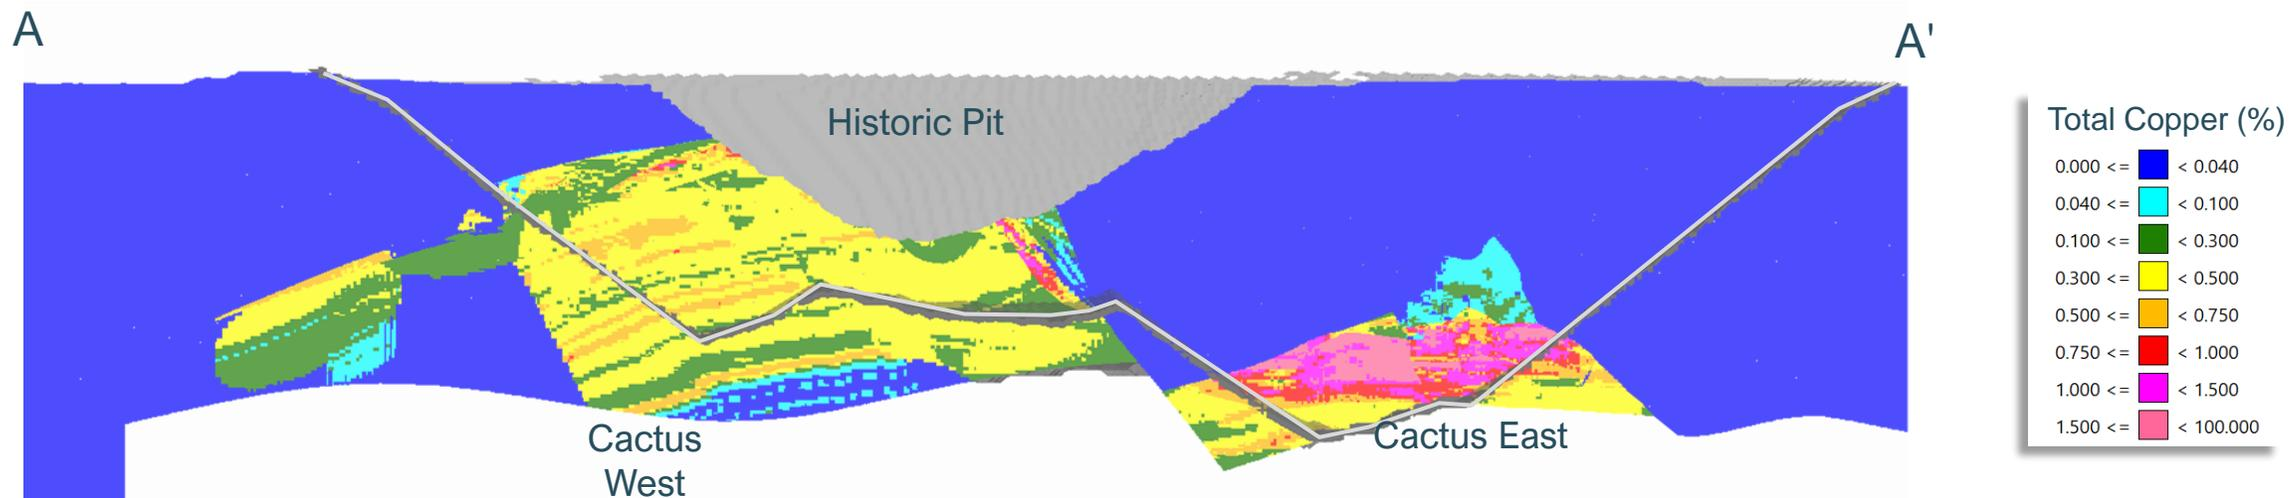 A
A'
Historic Pit
Cactus
West
Cactus East
Total Copper (%)
0.000 <= < 0.040
0.040 <= < 0.100
0.100 <= < 0.300
0.300 <= < 0.500
0.500 <= < 0.750
0.750 <= < 1.000
1.000 <= < 1.500
1.500 <= < 100.000